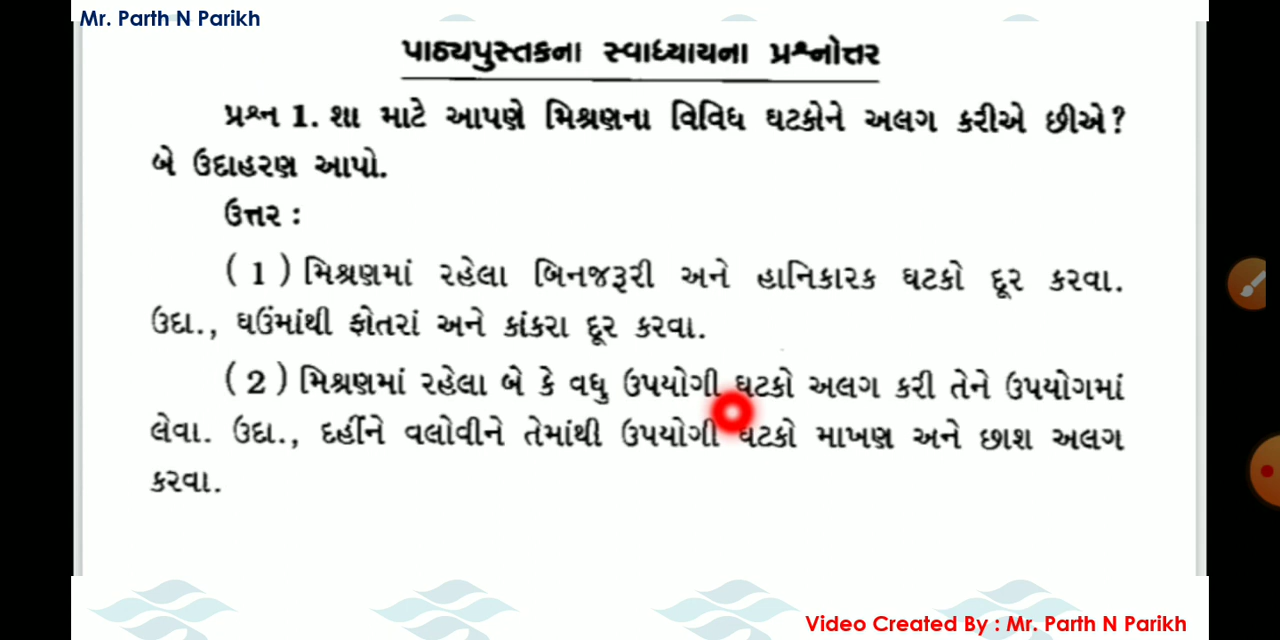 Mr. Parth N Parikh
પાઠ્યપુસ્તકના સ્વાધ્યાયના પ્રશ્નોત્તર
પ્રશ્ન 1. શા માટે આપણે મિશ્રણના વિવિધ ઘટકોને અલગ કરીએ છીએ?
બે ઉદાહરણ આપો.
ઉત્તર :
( 1 ) મિશ્રણમાં રહેલા બિનજરૂરી અને હાનિકારક ઘટકો દૂર કરવા.
ઉદા., ઘઉંમાંથી ફોતરાં અને કાંકરા દૂર કરવા.
( 2 ) મિશ્રણમાં રહેલા બે કે વધુ ઉપયોગી ઘટકો અલગ કરી તેને ઉપયોગમાં
લેવા. ઉદા., દહીંને વલોવીને તેમાંથી ઉપયોગી ઘટકો માખણ અને છાશ અલગ
કરવા.
Video Created By : Mr. Parth N Parikh